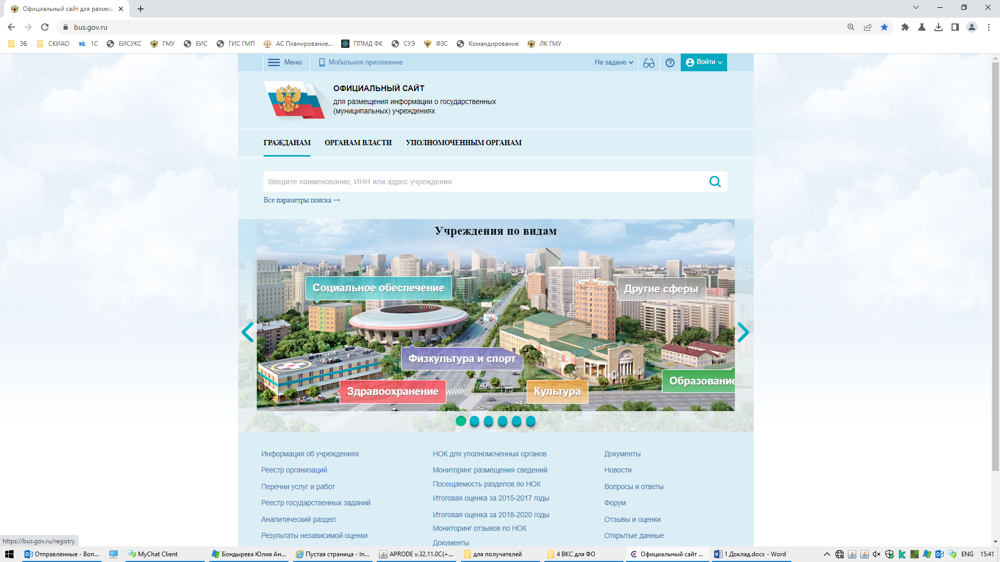 Официальный сайт для размещ
bus.gov.ru
ЭБ
СКИАО
1С
ЕИСУКС
ГМУ
ЕИС
ГИС ГМП
АС Планирование...
ППМД ФК
СУЭ
ФЗС
Командирование
ЛК ГМУ
Меню
Мобильное приложение
Не задано
Войти
ОФИЦИАЛЬНЫЙ САЙТ
для размещения информации о государственных
(муниципальных) учреждениях
ГРАЖДАНАМ
ОРГАНАМ ВЛАСТИ
УПОЛНОМОЧЕННЫМ ОРГАНАМ
Введите наименование, ИНН или адрес учреждения
Все параметры поиска →
Учреждения по видам
Социальное обеспечение
Другие сферы
Физкультура и спорт
Образование
Здравоохранение
Культура
Информация об учреждениях
Реестр организаций
Перечни услуг и работ
Реестр государственных заданий
Аналитический раздел
Результаты независимой оценки
НОК для уполномоченных органов
Мониторинг размещения сведений
Посещаемость разделов по НОК
Итоговая оценка за 2015-2017 годы
Итоговая оценка за 2018-2020 годы
Мониторинг отзывов по НОК
Документы
Документы
Новости
Вопросы и ответы
Форум
Отзывы и оценки
Открытые данные
https://bus.gov.ru/registry
Отправленные - Bon...
MyChat Client
Бондырева Юлия Ан...
Пустая страница - In...
APRODE v.32.11.0C(+...
для получателей
4 ВКС для ФО
Официальный сайт ...
1 Доклад.docx - Word
ENG
15:41